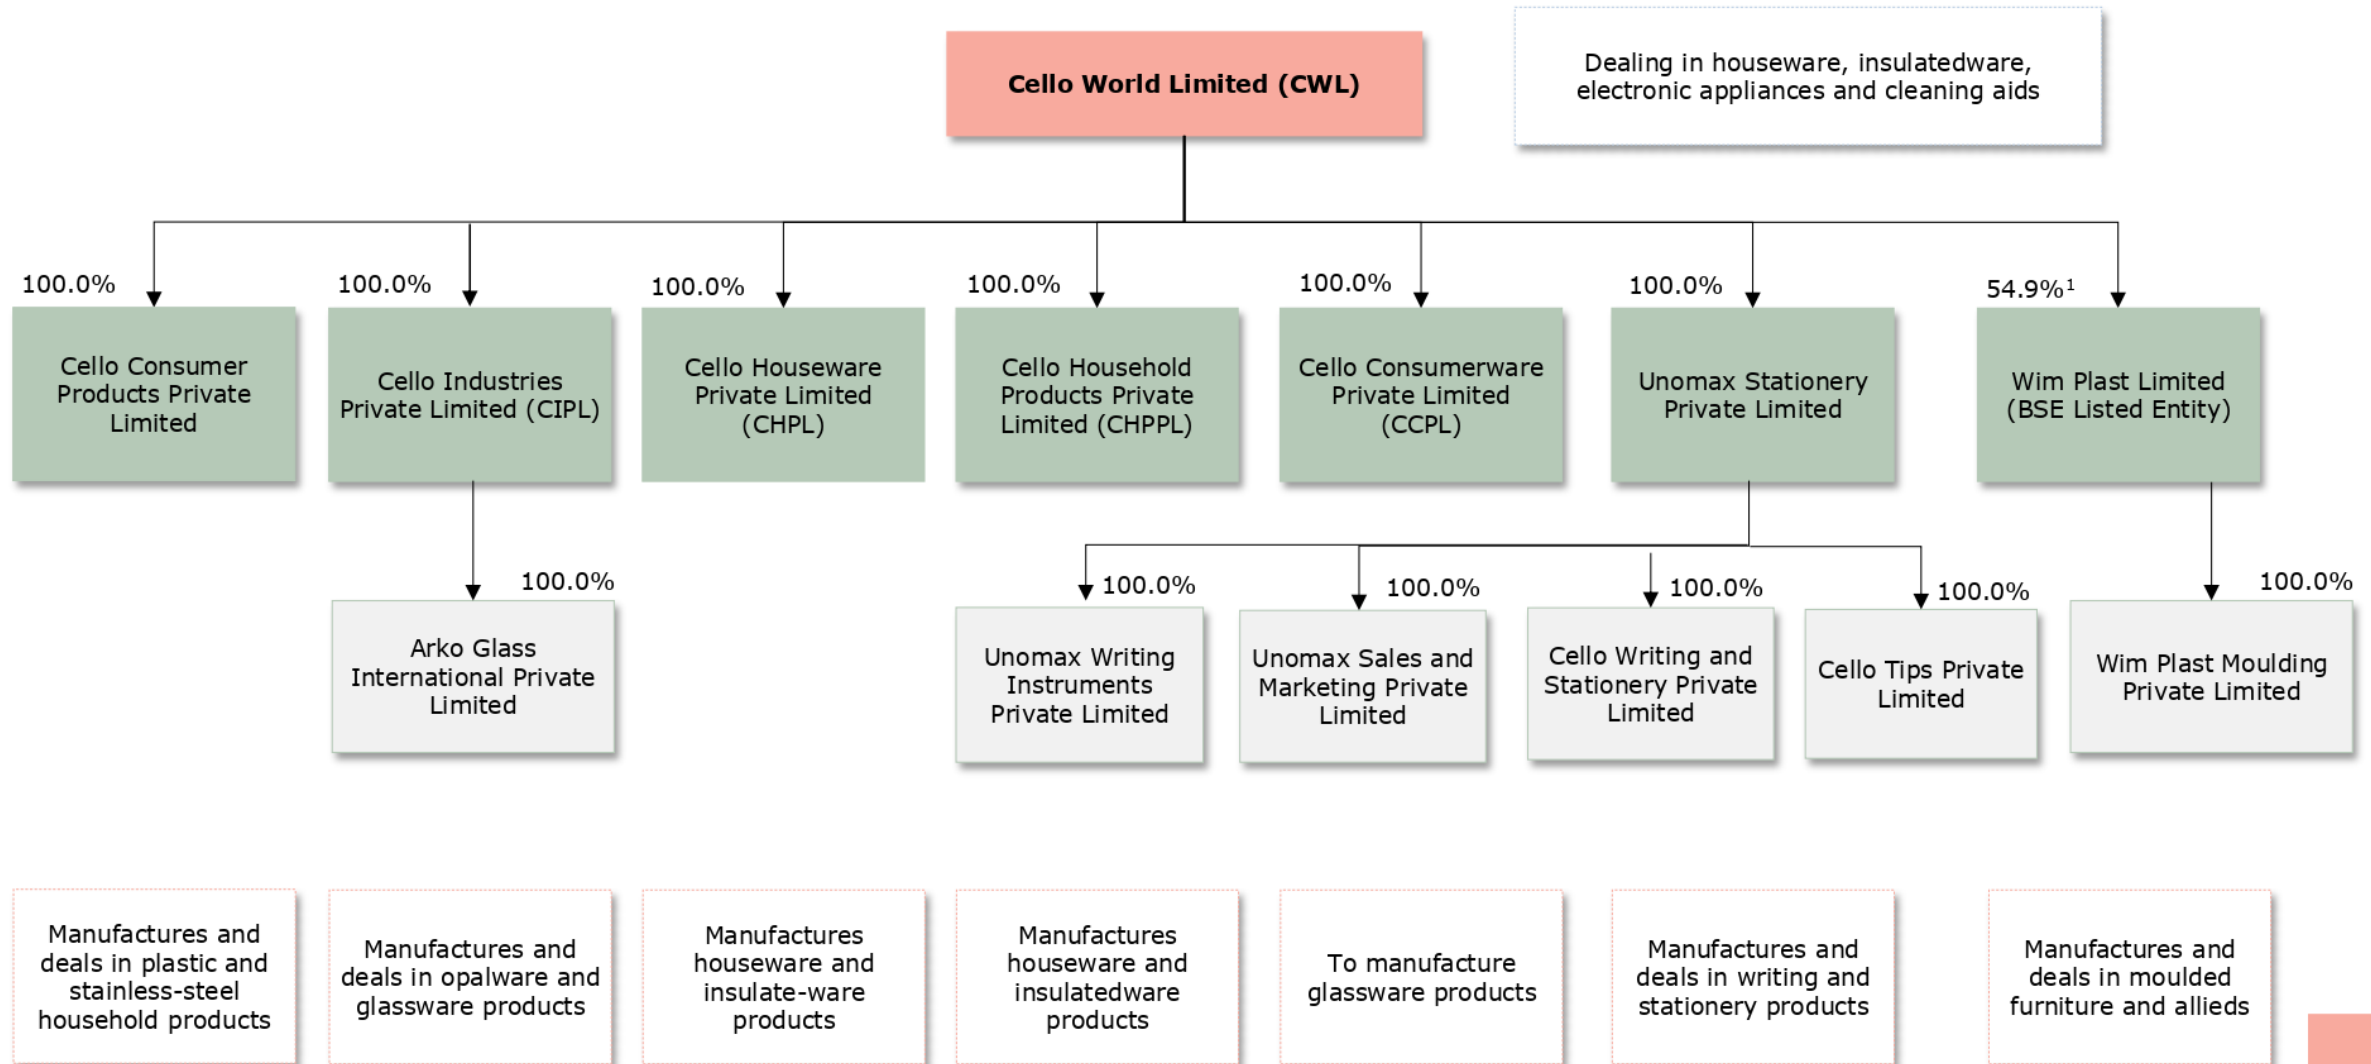 Cello World Limited (CWL)
Dealing in houseware, insulatedware,
electronic appliances and cleaning aids
100.0%
100.0%
100.0%
100.0%
100.0%
100.0%
54.9%¹
Cello Consumer
Products Private
Limited
Cello Industries
Private Limited (CIPL)
Cello Houseware
Private Limited
(CHPL)
Cello Household
Products Private
Limited (CHPPL)
Cello Consumerware
Private Limited
(CCPL)
Unomax Stationery
Private Limited
Wim Plast Limited
(BSE Listed Entity)
100.0%
100.0%
100.0%
100.0%
100.0%
100.0%
Arko Glass
International Private
Limited
Unomax Writing
Instruments
Private Limited
Unomax Sales and
Marketing Private
Limited
Cello Writing and
Stationery Private
Limited
Cello Tips Private
Limited
Wim Plast Moulding
Private Limited
Manufactures and
deals in plastic and
stainless-steel
household products
Manufactures and
deals in opalware and
glassware products
Manufactures
houseware and
insulate-ware
products
Manufactures
houseware and
insulatedware
products
To manufacture
glassware products
Manufactures and
deals in writing and
stationery products
Manufactures and
deals in moulded
furniture and allieds